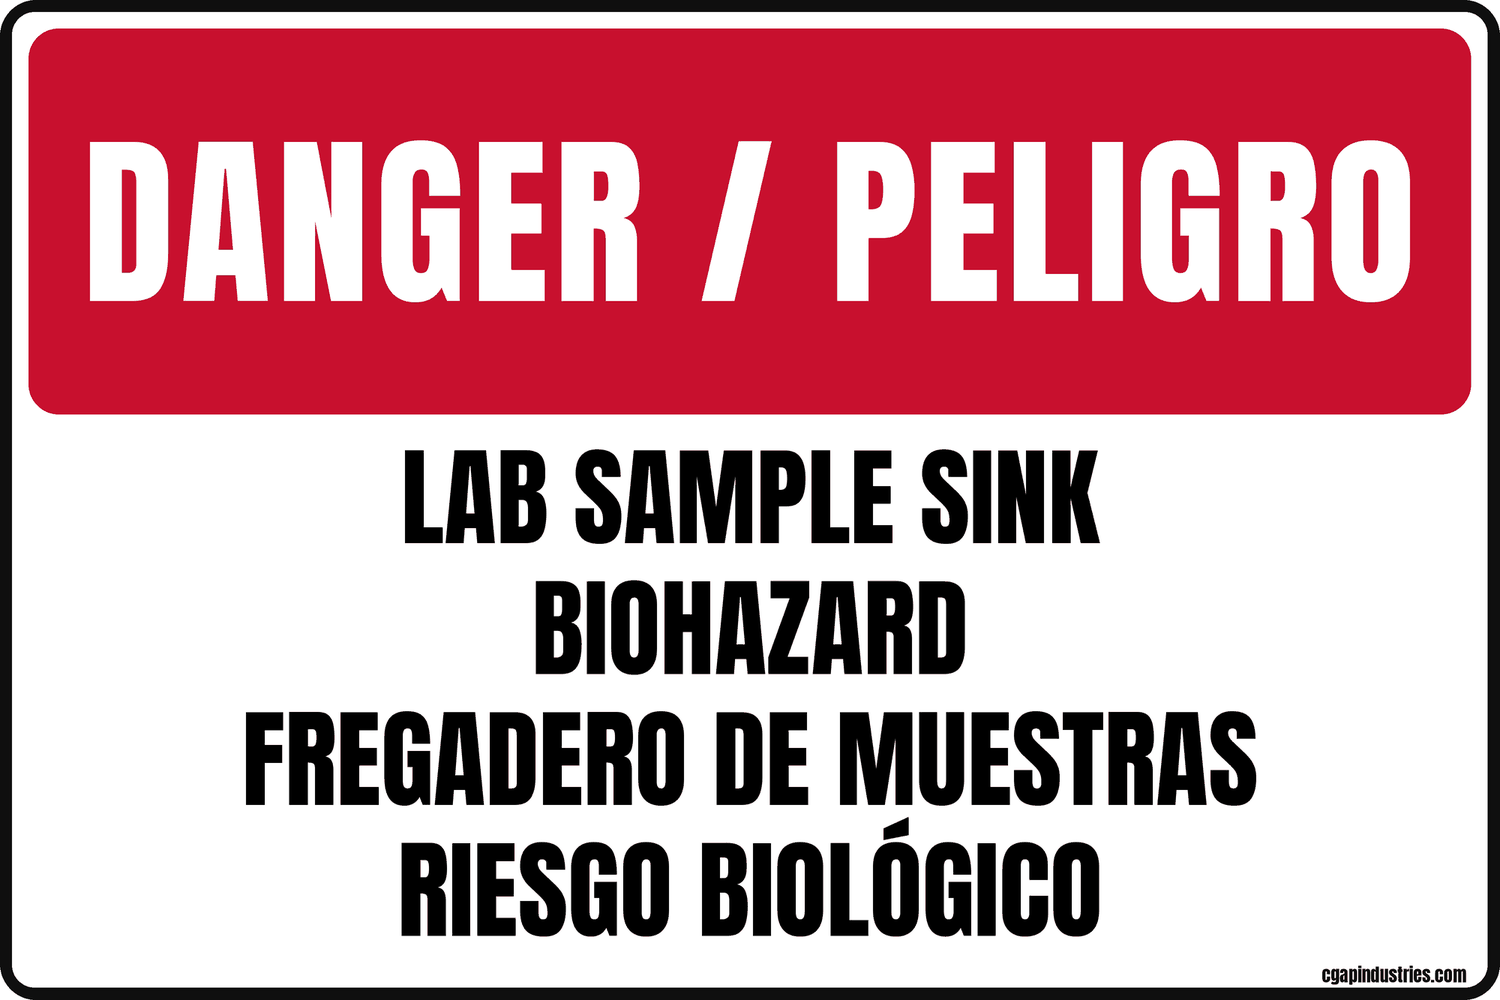 DANGER / PELIGRO
LAB SAMPLE SINK
BIOHAZARD
FREGADERO DE MUESTRAS
RIESGO BIOLÓGICO
cgapindustries.com